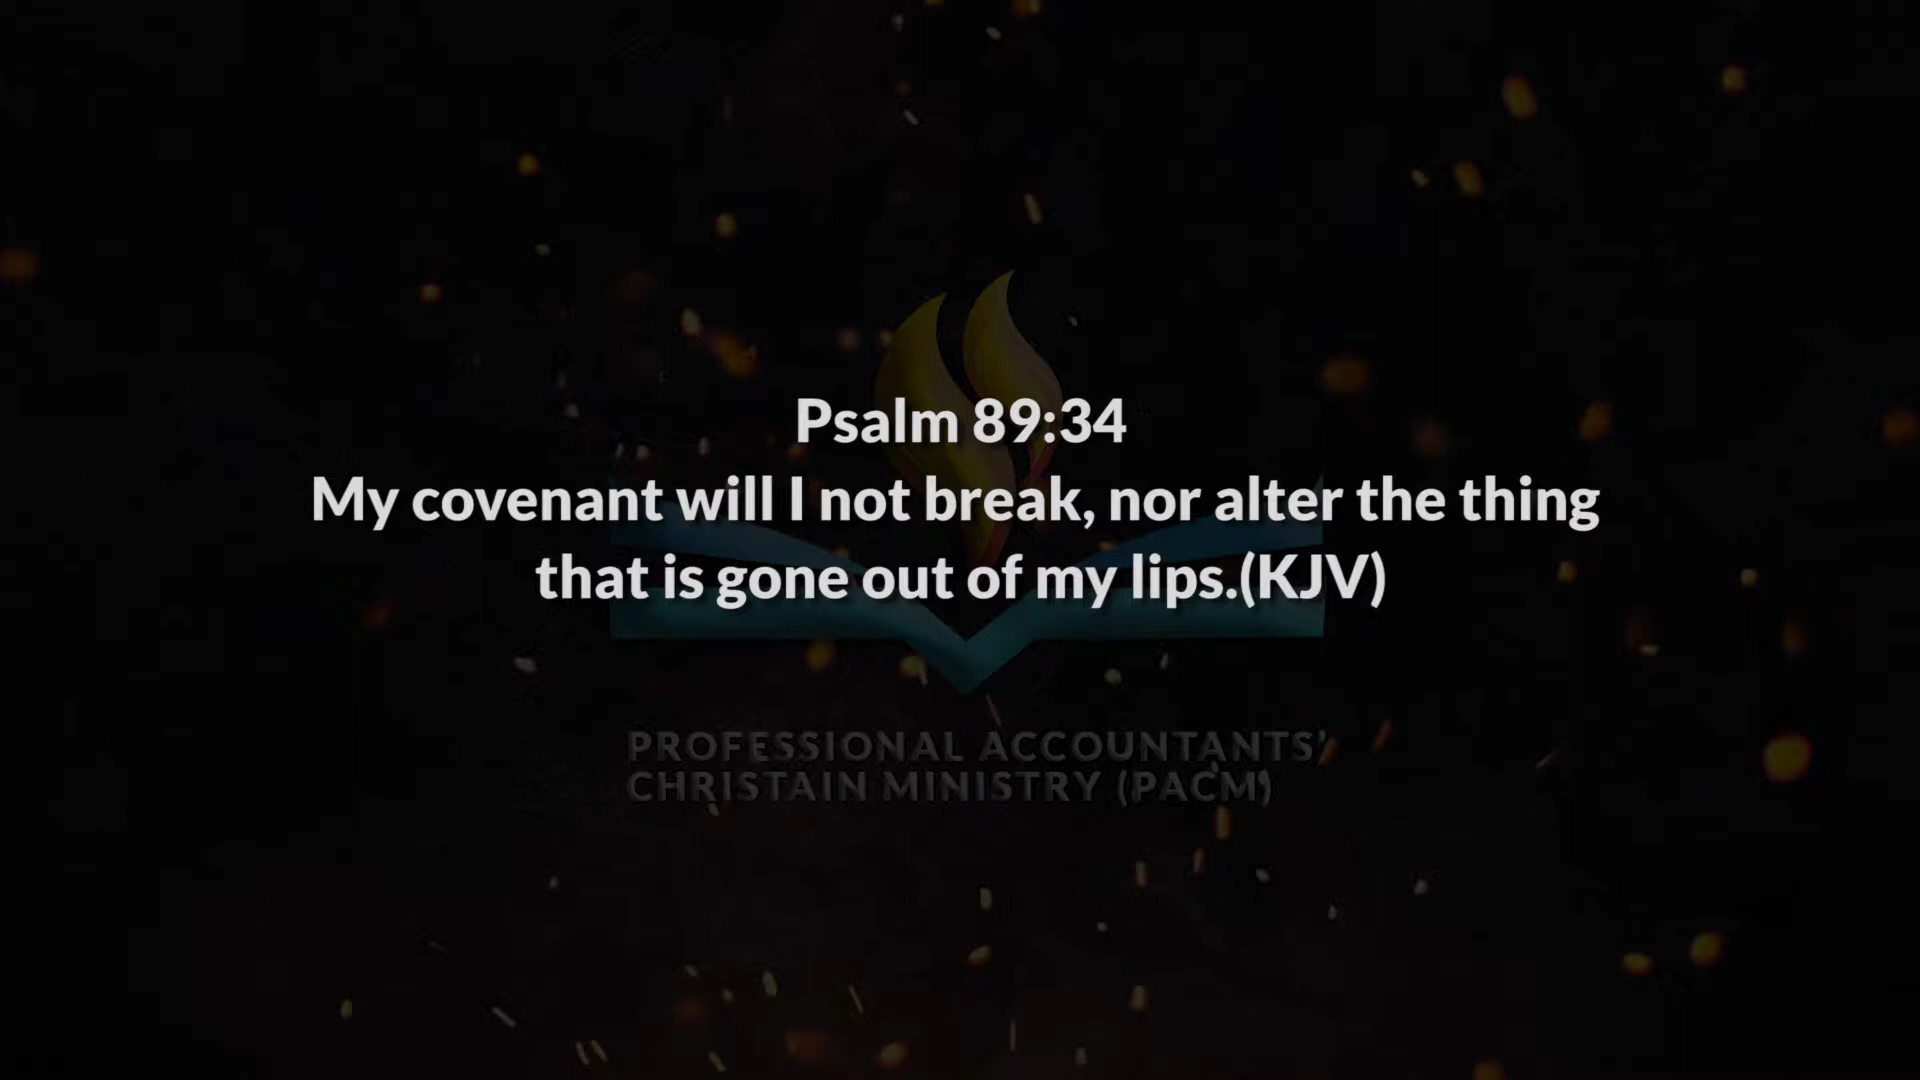 Psalm 89:34
My covenant will I not break, nor alter the thing
that is gone out of my lips.(KJV)
PROFESSIONAL ACCOUNTANTS'
CHRISTAIN MINISTRY (PACM)